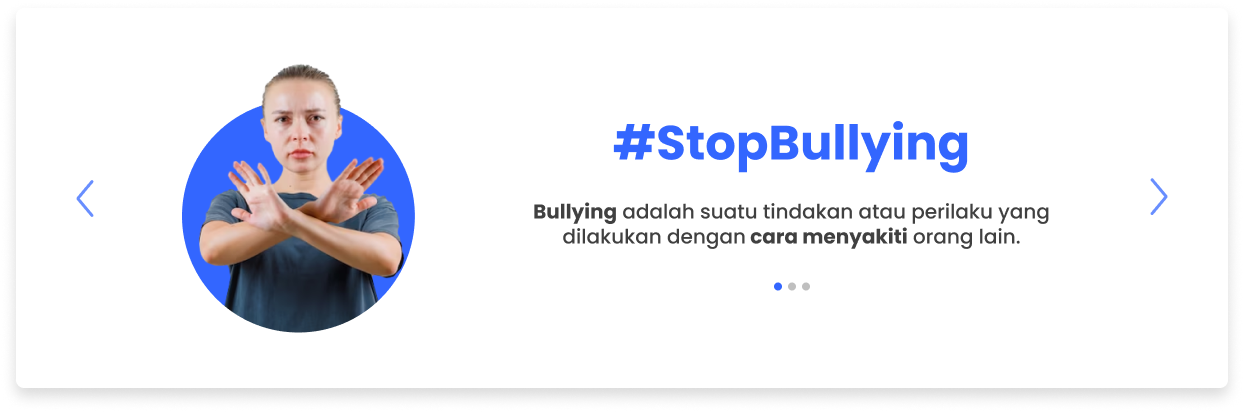 #StopBullying
Bullying adalah suatu tindakan atau perilaku yang
dilakukan dengan cara menyakiti orang lain.